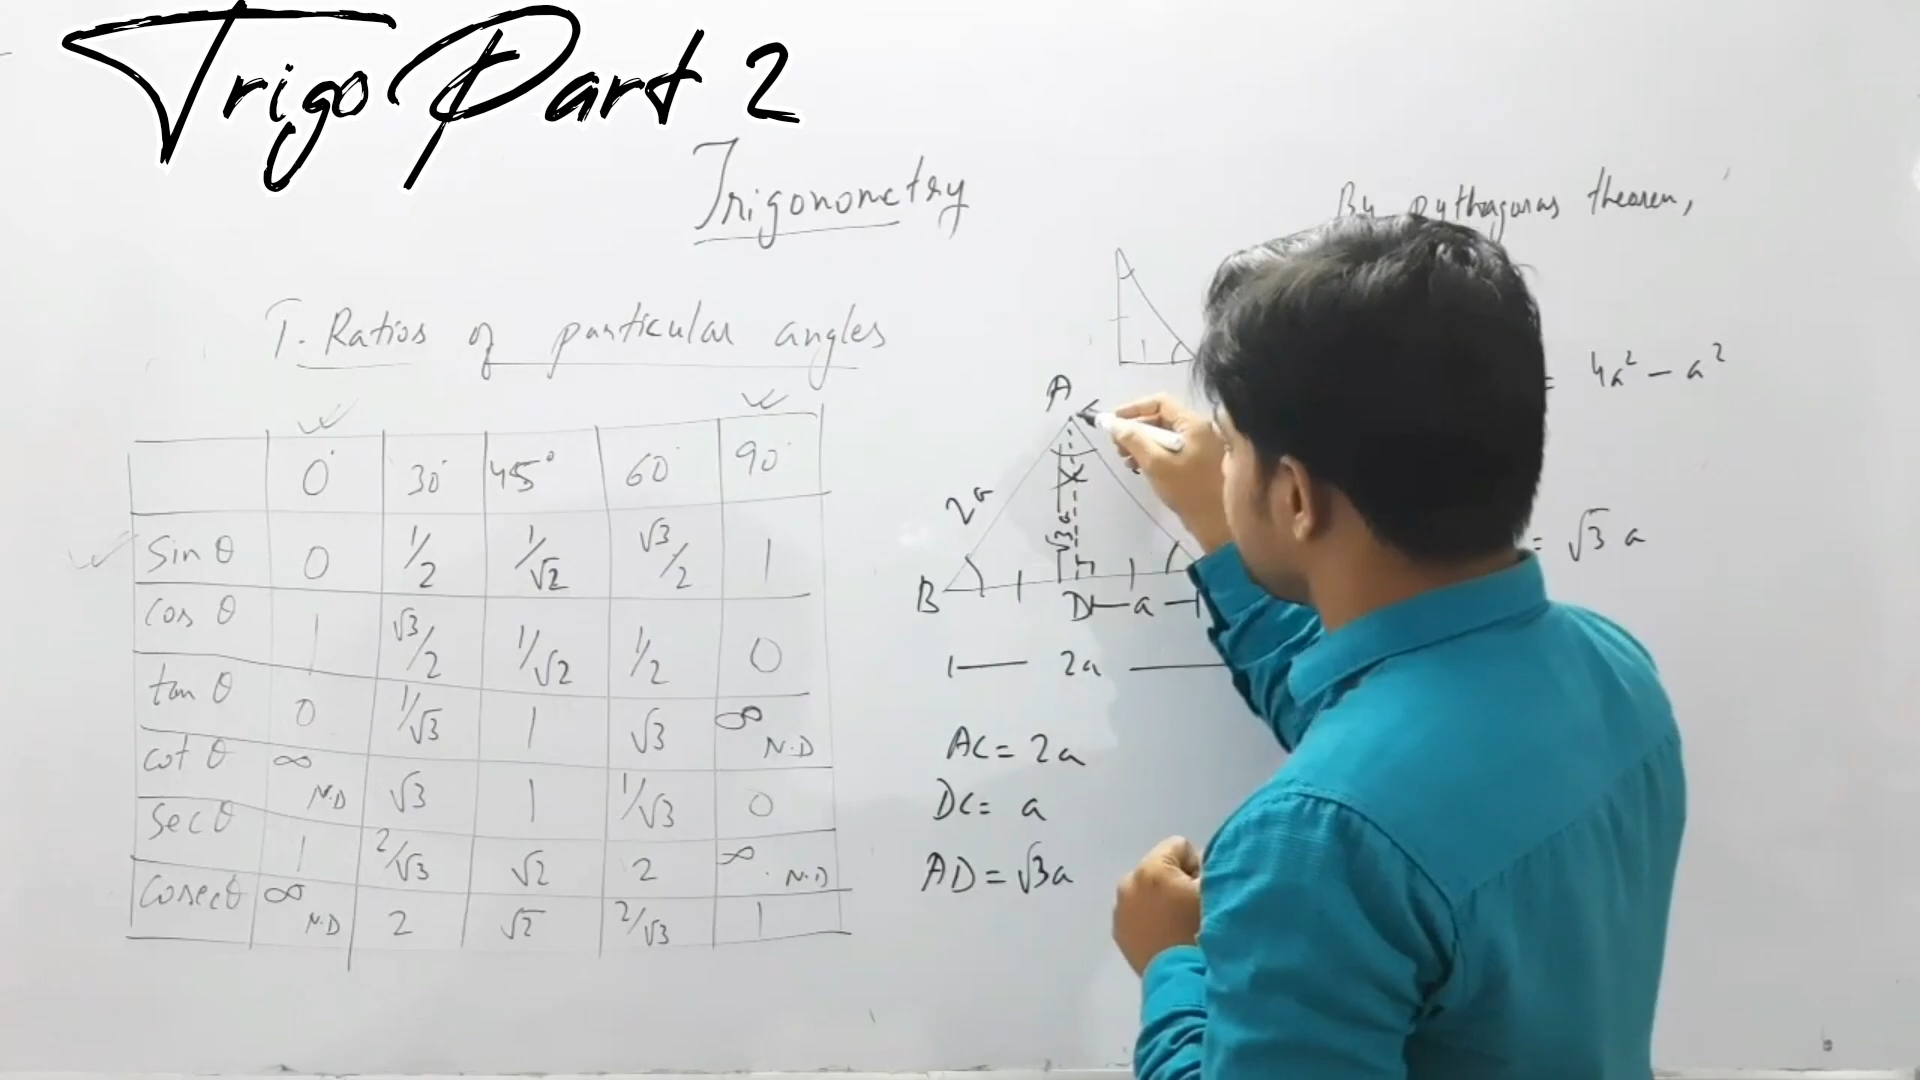 Trigo Part 2
Trigonometry
T. Ratios of particular angles
0° 30° 45° 60° 90°
Sin θ 0 1/2 1/√2 √3/2 1
Cos θ 1 √3/2 1/√2 1/2 0
tan θ 0 1/√3 1 √3 ∞ N.D
cot θ ∞ N.D √3 1 1/√3 0
Sec θ 1 2/√3 √2 2 ∞ N.D
Cosec θ ∞ N.D 2 √2 2/√3 1
A
2a
√3a
B
D
a
2a
AC = 2a
DC = a
AD = √3a
By pythagoras theorem,
= 4a² - a²
= √3 a